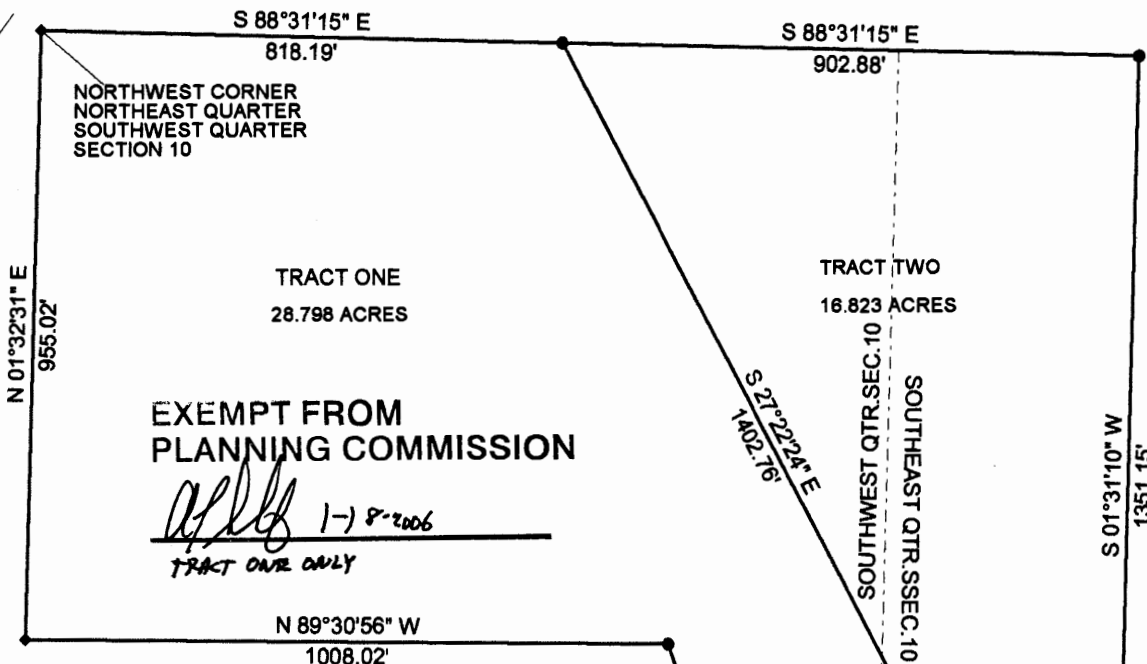 S 88°31'15" E
818.19'
S 88°31'15" E
902.88'
NORTHWEST CORNER
NORTHEAST QUARTER
SOUTHWEST QUARTER
SECTION 10
N 01°32'31" E
955.02'
TRACT ONE
28.798 ACRES
TRACT TWO
16.823 ACRES
S 27°22'24" E
1402.76'
SOUTHWEST QTR.SEC.10
SOUTHEAST QTR.SSEC.10
S 01°31'10" W
1351.15'
EXEMPT FROM
PLANNING COMMISSION
1-18-2006
TRACT ONE ONLY
N 89°30'56" W
1008.02'